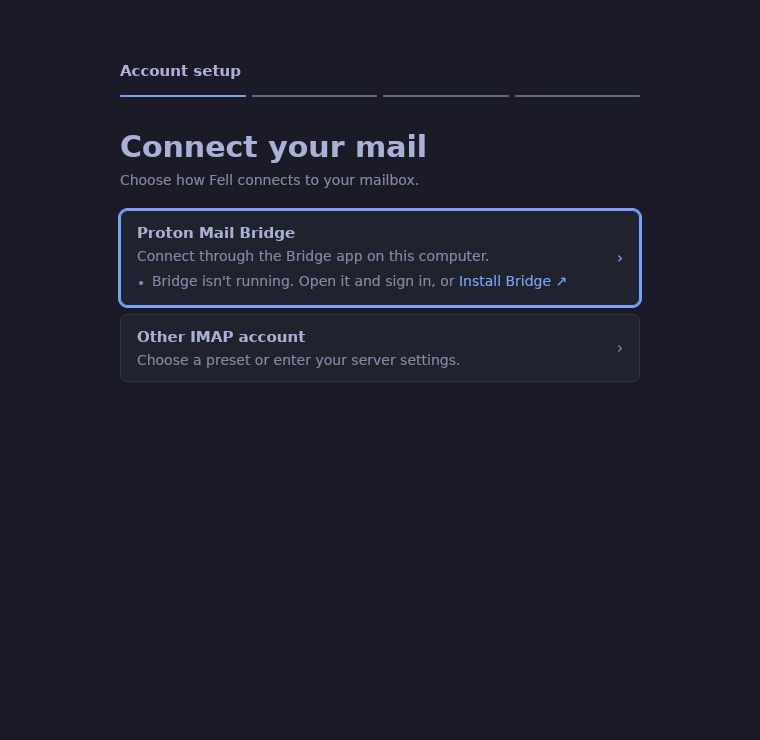 Account setup
Connect your mail
Choose how Fell connects to your mailbox.
Proton Mail Bridge
Connect through the Bridge app on this computer.
• Bridge isn't running. Open it and sign in, or Install Bridge ↗
›
Other IMAP account
Choose a preset or enter your server settings.
›